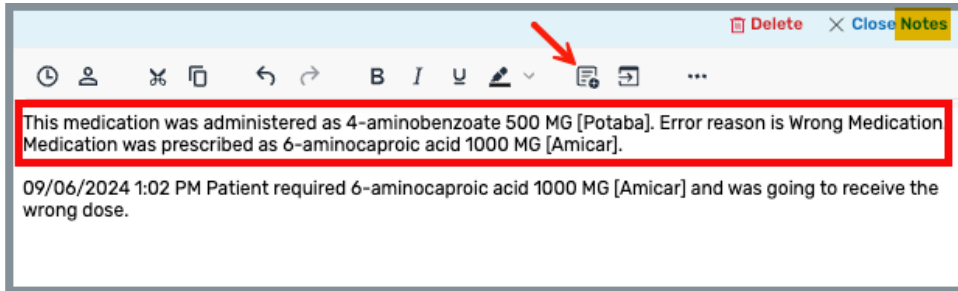 Delete Close Notes
B I U
This medication was administered as 4-aminobenzoate 500 MG [Potaba]. Error reason is Wrong Medication.
Medication was prescribed as 6-aminocaproic acid 1000 MG [Amicar].
09/06/2024 1:02 PM Patient required 6-aminocaproic acid 1000 MG [Amicar] and was going to receive the
wrong dose.